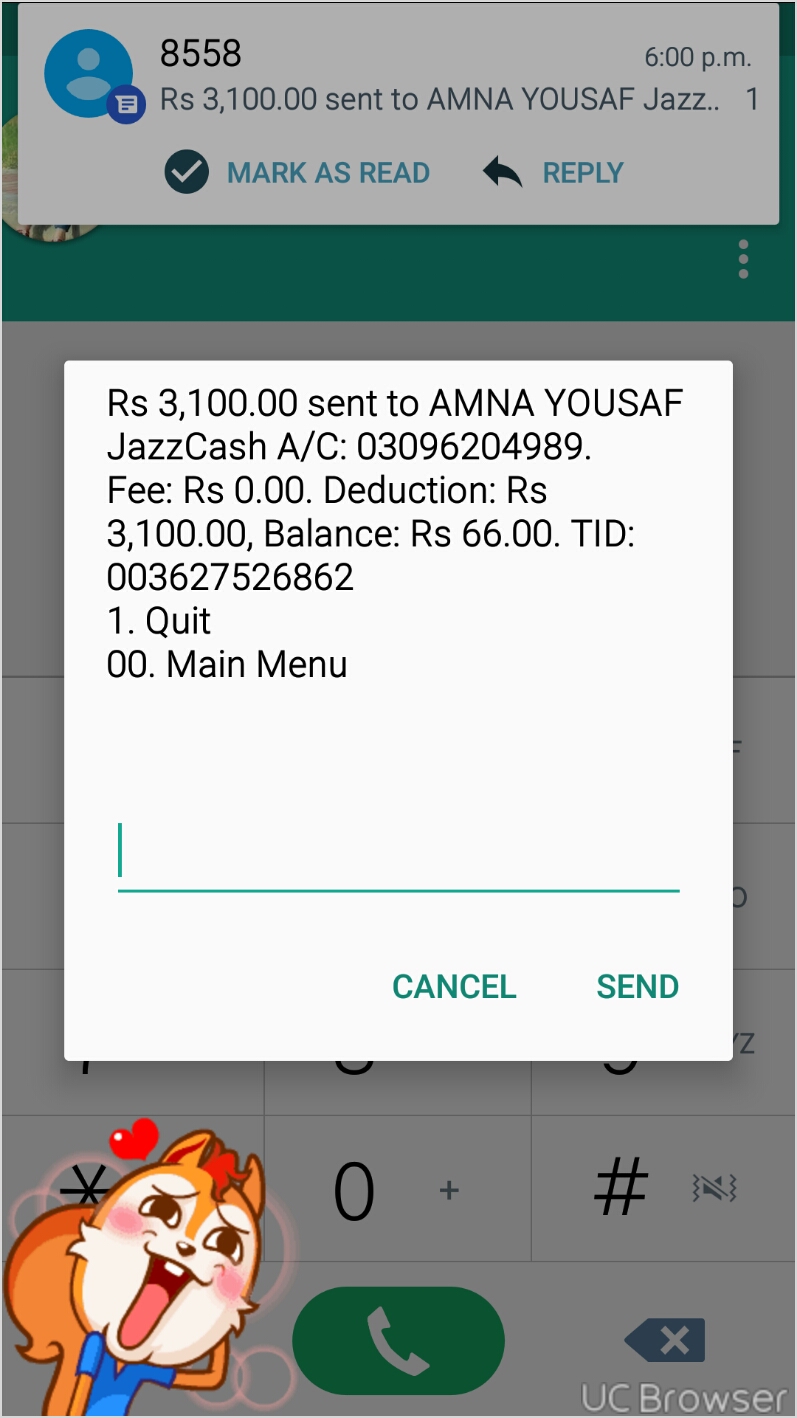 8558
6:00 p.m.
Rs 3,100.00 sent to AMNA YOUSAF Jazz.. 1
MARK AS READ REPLY
Rs 3,100.00 sent to AMNA YOUSAF
JazzCash A/C: 03096204989.
Fee: Rs 0.00. Deduction: Rs
3,100.00, Balance: Rs 66.00. TID:
003627526862
1. Quit
00. Main Menu
CANCEL SEND
0 + #
UC Browser